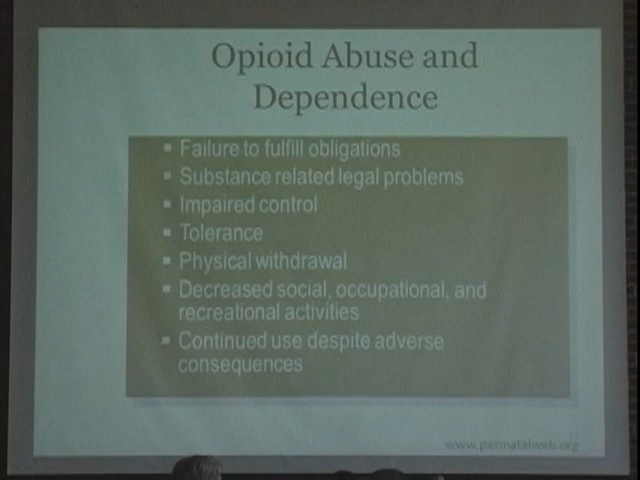 Opioid Abuse and
Dependence
▪ Failure to fulfill obligations
▪ Substance related legal problems
▪ Impaired control
▪ Tolerance
▪ Physical withdrawal
▪ Decreased social, occupational, and
recreational activities
▪ Continued use despite adverse
consequences
www.perinatalweb.org